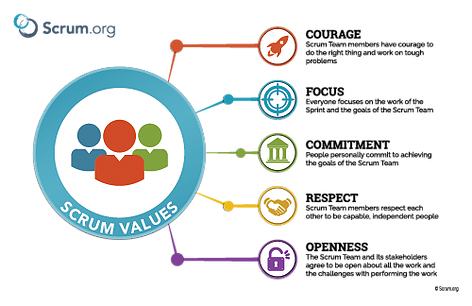 Scrum.org
SCRUM VALUES
COURAGE
Scrum Team members have courage to
do the right thing and work on tough
problems
FOCUS
Everyone focuses on the work of the
Sprint and the goals of the Scrum Team
COMMITMENT
People personally commit to achieving
the goals of the Scrum Team
RESPECT
Scrum Team members respect each
other to be capable, independent people
OPENNESS
The Scrum Team and its stakeholders
agree to be open about all the work and
the challenges with performing the work
© Scrum.org